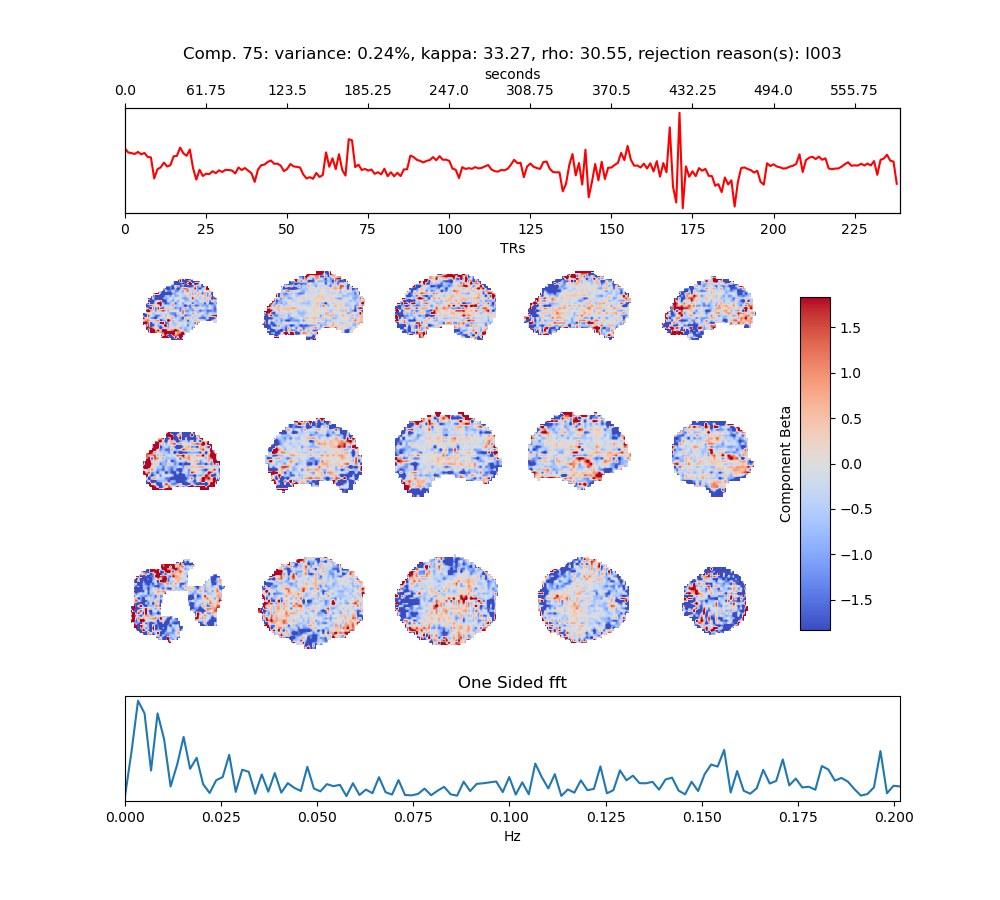 Comp. 75: variance: 0.24%, kappa: 33.27, rho: 30.55, rejection reason(s): I003
seconds
0.0 61.75 123.5 185.25 247.0 308.75 370.5 432.25 494.0 555.75
0 25 50 75 100 125 150 175 200 225
TRs
1.5
1.0
0.5
0.0
−0.5
−1.0
−1.5
Component Beta
One Sided fft
0.000 0.025 0.050 0.075 0.100 0.125 0.150 0.175 0.200
Hz